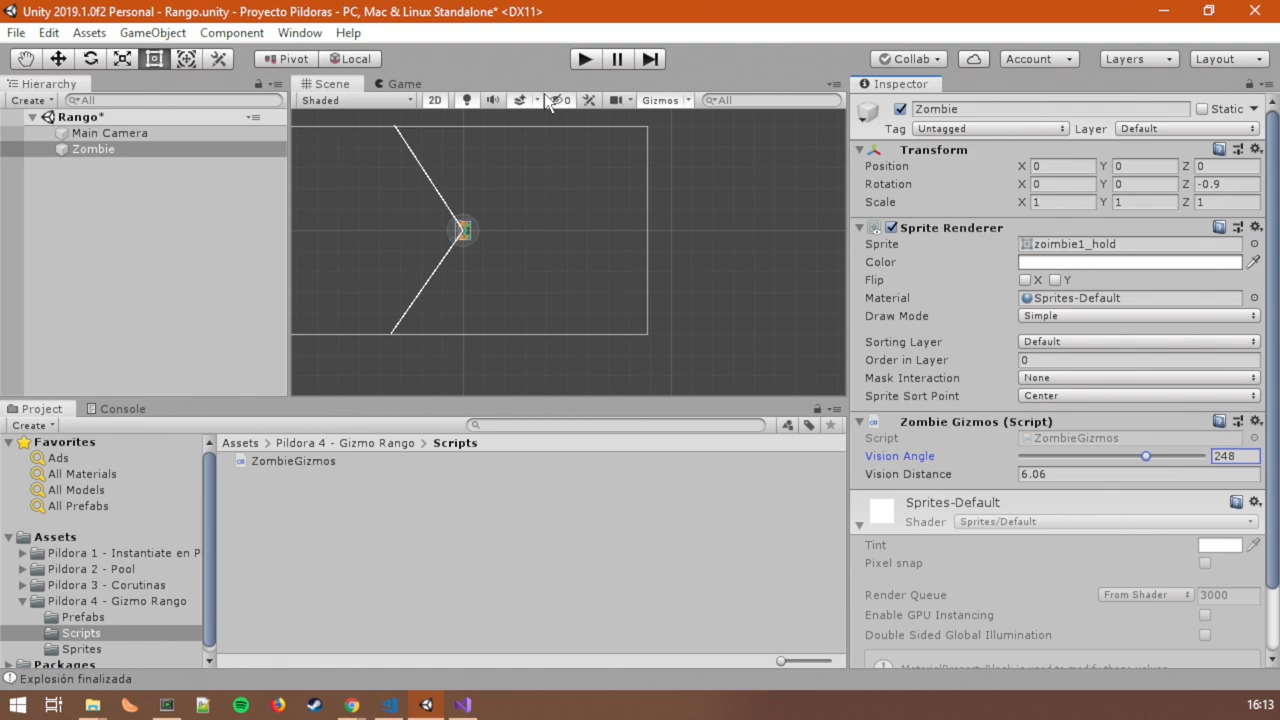 Unity 2019.1.0f2 Personal - Rango.unity - Proyecto Pildoras - PC, Mac & Linux Standalone* <DX11>
File Edit Assets GameObject Component Window Help
Pivot Local Collab Account Layers Layout
Hierarchy
Create All
Rango*
Main Camera
Zombie
Scene Game
Shaded 2D 0 Gizmos All
Inspector
Zombie Static
Tag Untagged Layer Default
Transform
Position X 0 Y 0 Z 0
Rotation X 0 Y 0 Z -0.9
Scale X 1 Y 1 Z 1
Sprite Renderer
Sprite zoimbie1_hold
Color
Flip X Y
Material Sprites-Default
Draw Mode Simple
Sorting Layer Default
Order in Layer 0
Mask Interaction None
Sprite Sort Point Center
Zombie Gizmos (Script)
Script ZombieGizmos
Vision Angle 248
Vision Distance 6.06
Sprites-Default
Shader Sprites/Default
Tint
Pixel snap
Render Queue From Shader 3000
Enable GPU Instancing
Double Sided Global Illumination
MaterialPropertyBlock is used to modify these values
Project Console
Create
Favorites
Ads
All Materials
All Models
All Prefabs
Assets
Pildora 1 - Instantiate en P
Pildora 2 - Pool
Pildora 3 - Corutinas
Pildora 4 - Gizmo Rango
Prefabs
Scripts
Sprites
Packages
Assets > Pildora 4 - Gizmo Rango > Scripts
ZombieGizmos
Explosión finalizada
16:13